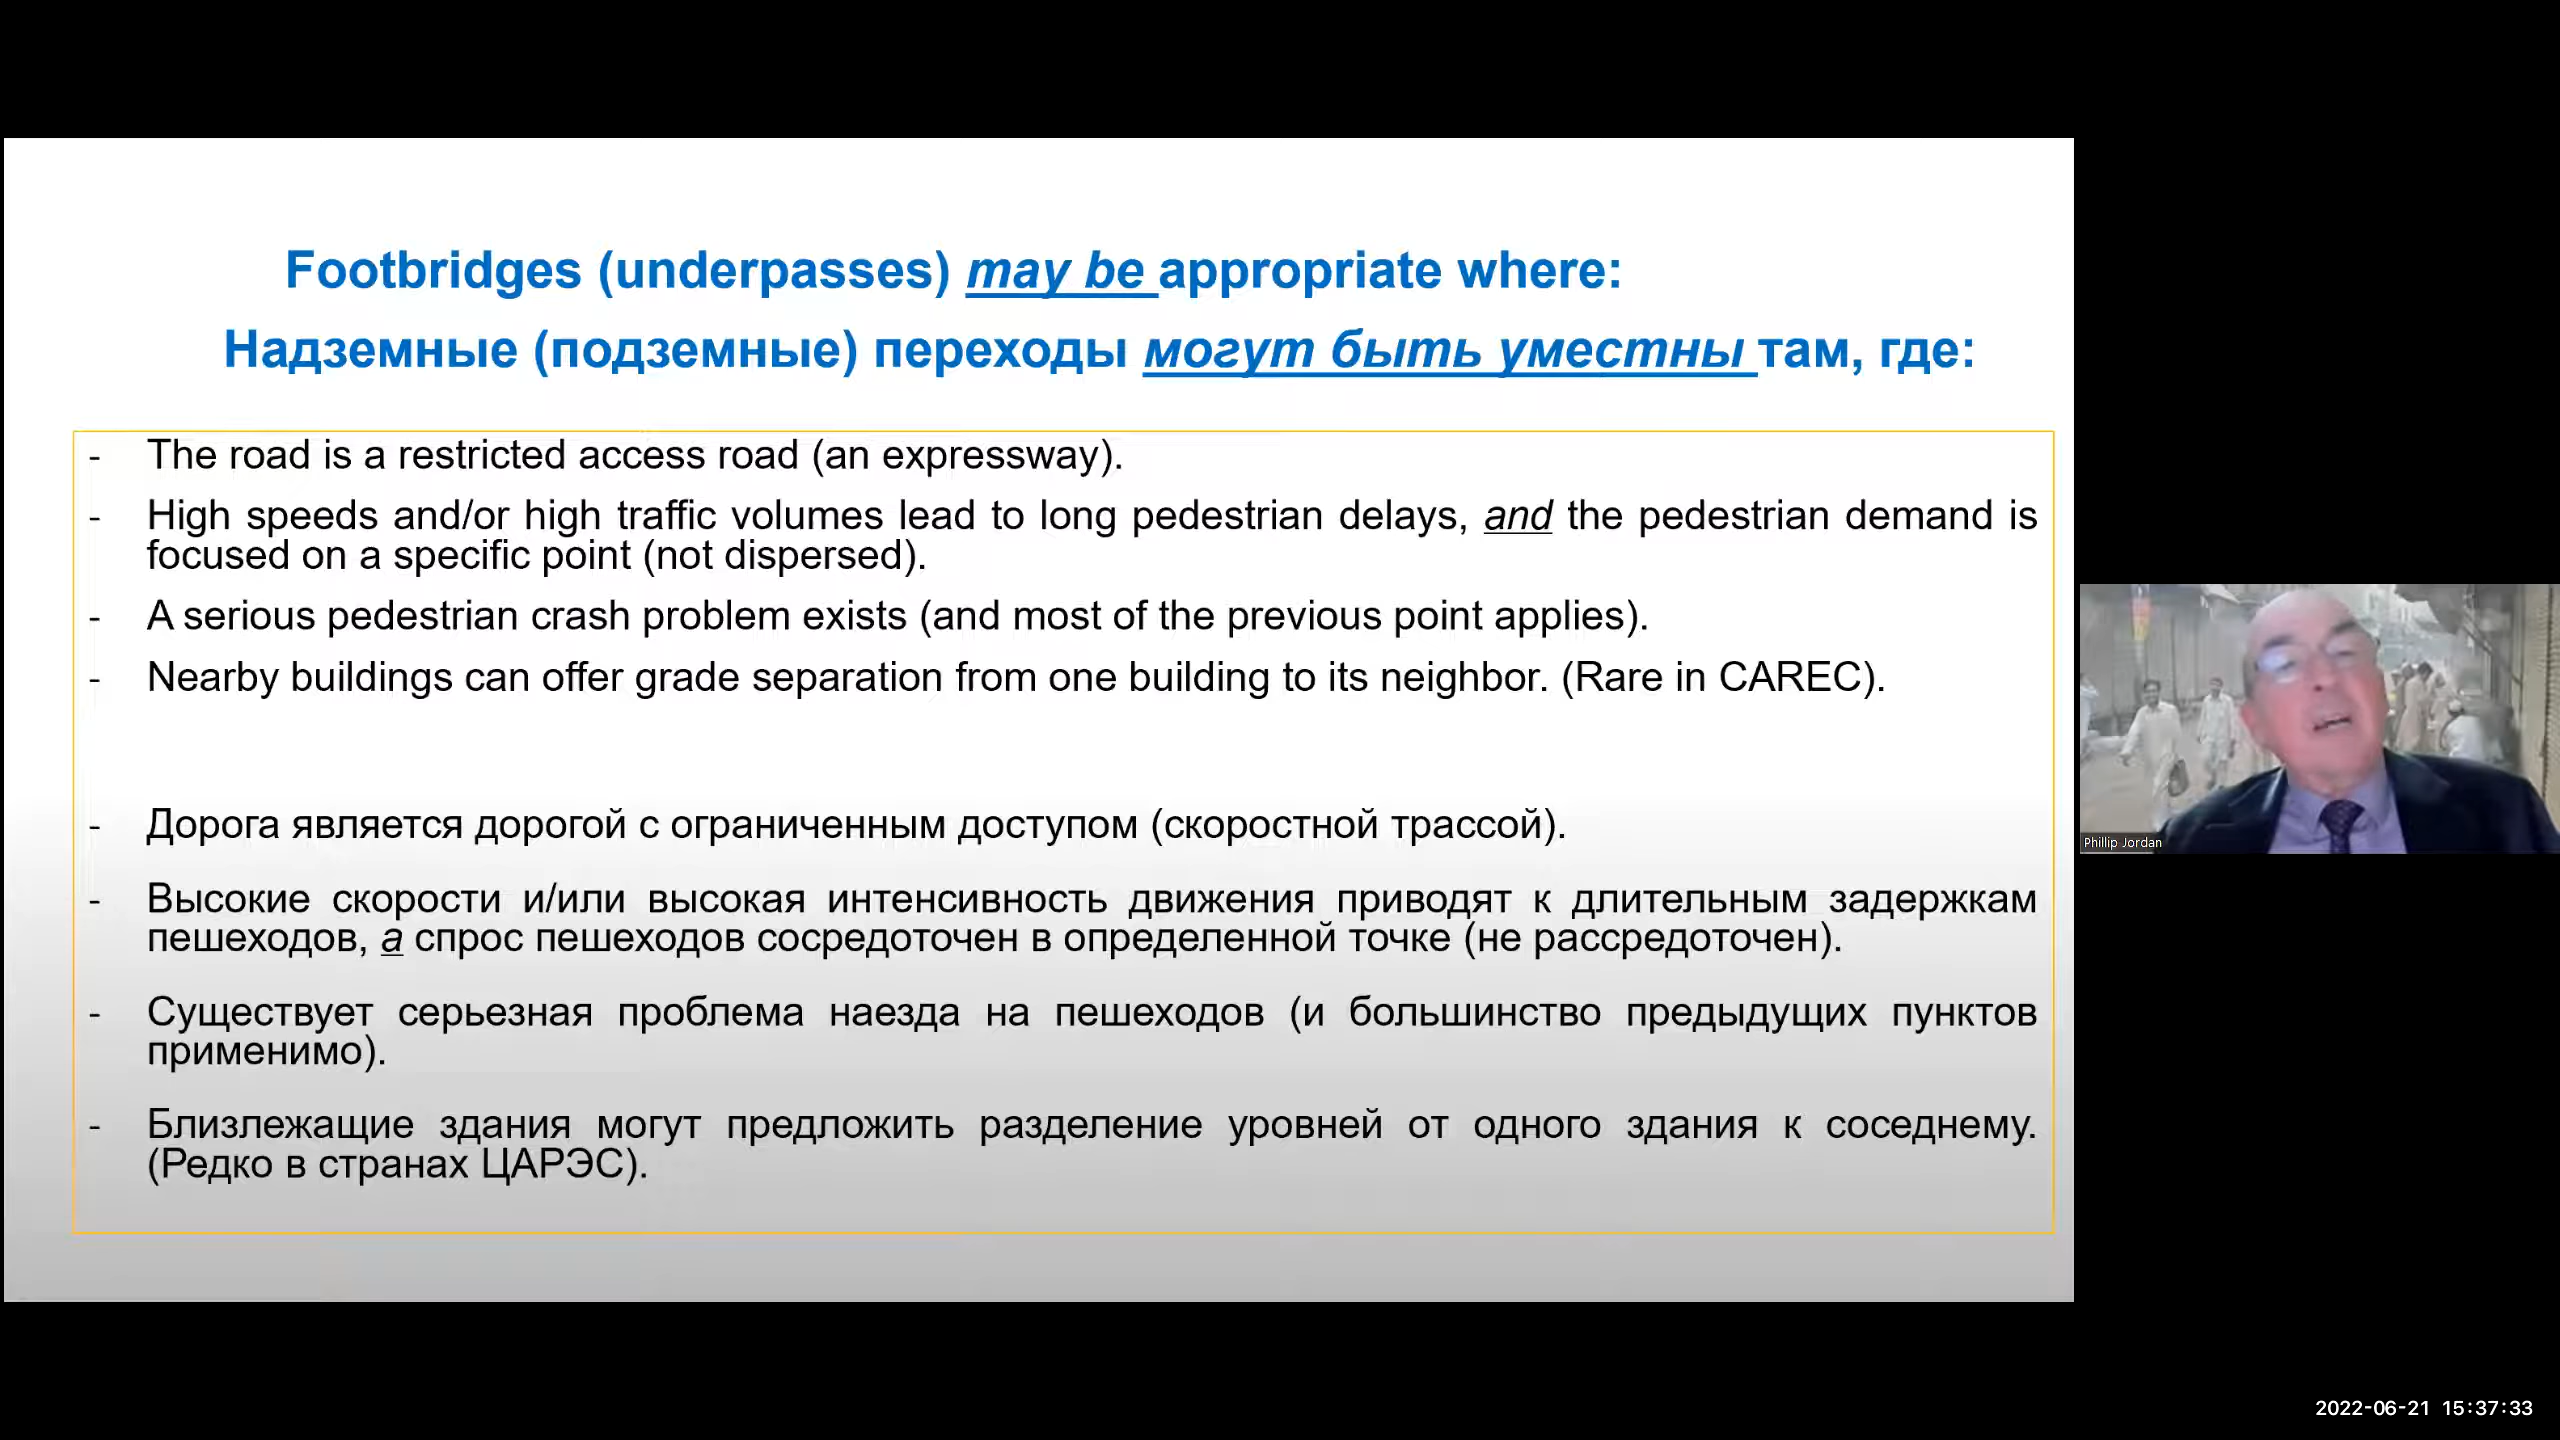 Footbridges (underpasses) may be appropriate where:
Надземные (подземные) переходы могут быть уместны там, где:
- The road is a restricted access road (an expressway).
- High speeds and/or high traffic volumes lead to long pedestrian delays, and the pedestrian demand is
focused on a specific point (not dispersed).
- A serious pedestrian crash problem exists (and most of the previous point applies).
- Nearby buildings can offer grade separation from one building to its neighbor. (Rare in CAREC).
- Дорога является дорогой с ограниченным доступом (скоростной трассой).
- Высокие скорости и/или высокая интенсивность движения приводят к длительным задержкам
пешеходов, а спрос пешеходов сосредоточен в определенной точке (не рассредоточен).
- Существует серьезная проблема наезда на пешеходов (и большинство предыдущих пунктов
применимо).
- Близлежащие здания могут предложить разделение уровней от одного здания к соседнему.
(Редко в странах ЦАРЭС).
Phillip Jordan
2022-06-21 15:37:33